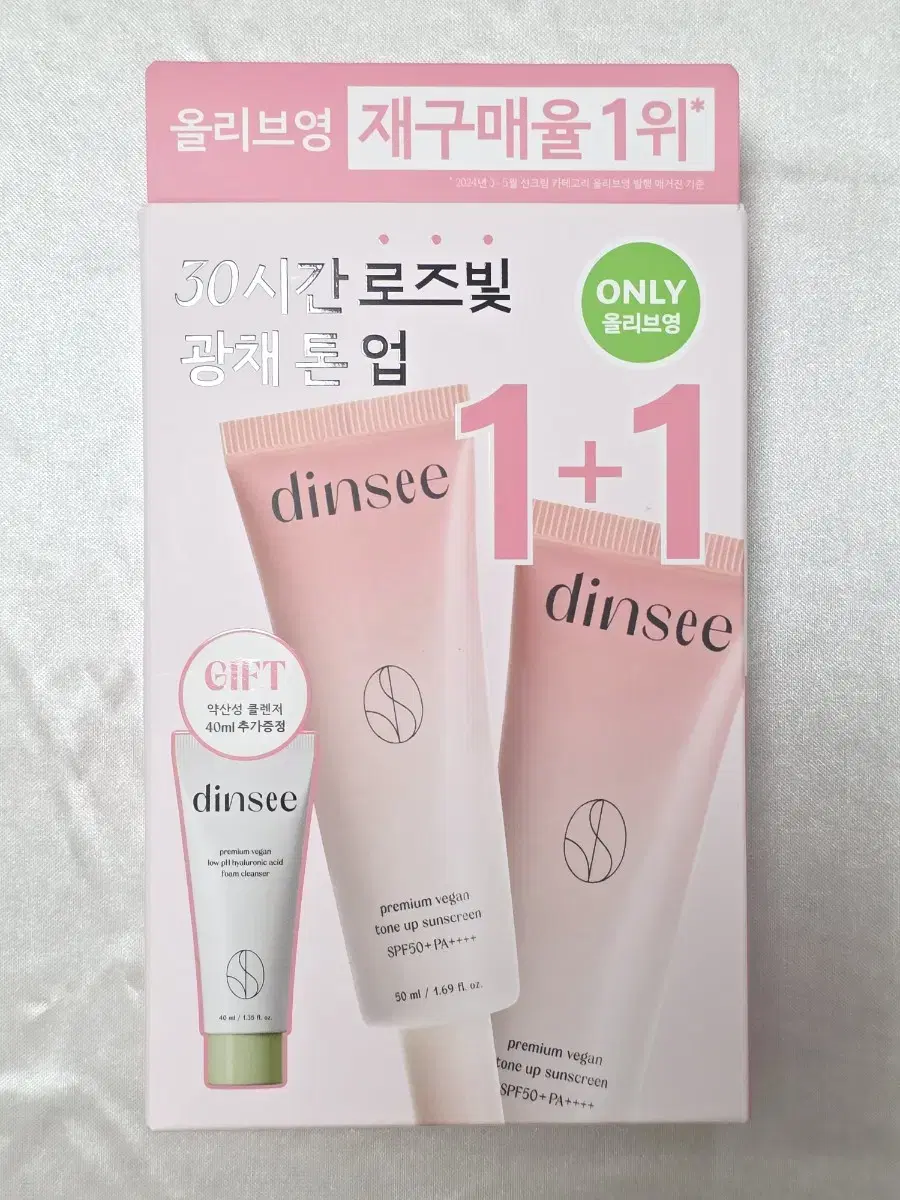 올리브영 재구매율 1위*
* 2024년 3 - 5월 선크림 카테고리 올리브영 발행 매거진 기준
30시간 로즈빛
광채 톤 업
ONLY
올리브영
1+1
dinsee
premium vegan
tone up sunscreen
SPF50+ PA++++
50 ml / 1.69 fl. oz.
dinsee
premium vegan
tone up sunscreen
SPF50+ PA++++
GIFT
약산성 클렌저
40ml 추가증정
dinsee
premium vegan
low pH hyaluronic acid
foam cleanser
40 ml / 1.35 fl. oz.